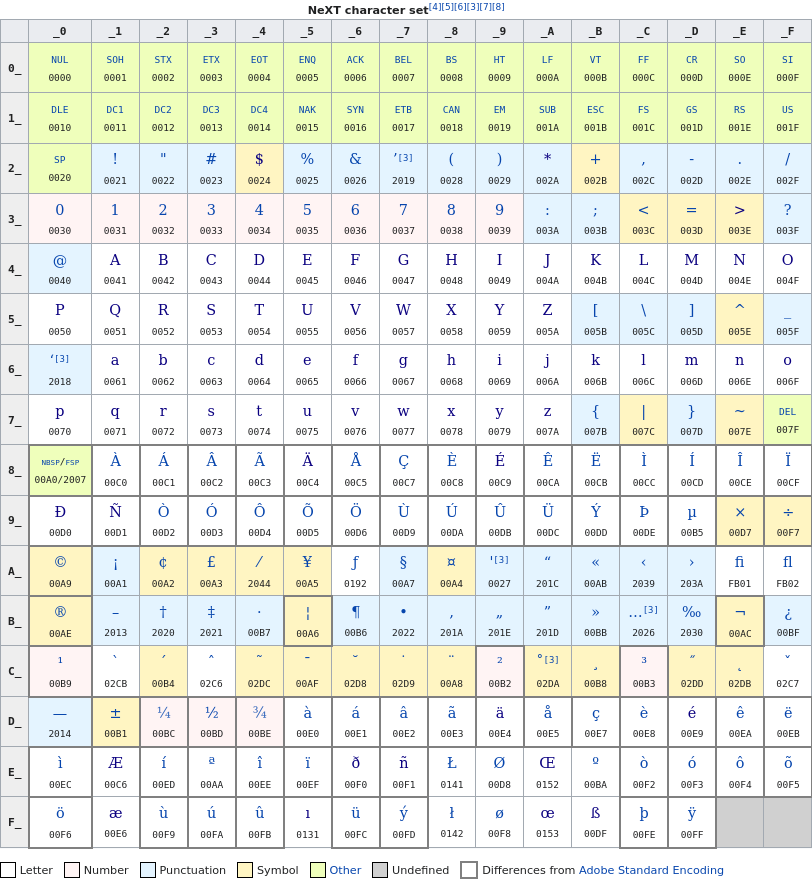 NeXT character set[4][5][6][3][7][8]
_0 _1 _2 _3 _4 _5 _6 _7 _8 _9 _A _B _C _D _E _F
0_ NUL SOH STX ETX EOT ENQ ACK BEL BS HT LF VT FF CR SO SI
0000 0001 0002 0003 0004 0005 0006 0007 0008 0009 000A 000B 000C 000D 000E 000F
1_ DLE DC1 DC2 DC3 DC4 NAK SYN ETB CAN EM SUB ESC FS GS RS US
0010 0011 0012 0013 0014 0015 0016 0017 0018 0019 001A 001B 001C 001D 001E 001F
2_ SP ! " # $ % & ’[3] ( ) * + , - . /
0020 0021 0022 0023 0024 0025 0026 2019 0028 0029 002A 002B 002C 002D 002E 002F
3_ 0 1 2 3 4 5 6 7 8 9 : ; < = > ?
0030 0031 0032 0033 0034 0035 0036 0037 0038 0039 003A 003B 003C 003D 003E 003F
4_ @ A B C D E F G H I J K L M N O
0040 0041 0042 0043 0044 0045 0046 0047 0048 0049 004A 004B 004C 004D 004E 004F
5_ P Q R S T U V W X Y Z [ \ ] ^ _
0050 0051 0052 0053 0054 0055 0056 0057 0058 0059 005A 005B 005C 005D 005E 005F
6_ ‘[3] a b c d e f g h i j k l m n o
2018 0061 0062 0063 0064 0065 0066 0067 0068 0069 006A 006B 006C 006D 006E 006F
7_ p q r s t u v w x y z { | } ~ DEL
0070 0071 0072 0073 0074 0075 0076 0077 0078 0079 007A 007B 007C 007D 007E 007F
8_ NBSP/FSP À Á Â Ã Ä Å Ç È É Ê Ë Ì Í Î Ï
00A0/2007 00C0 00C1 00C2 00C3 00C4 00C5 00C7 00C8 00C9 00CA 00CB 00CC 00CD 00CE 00CF
9_ Ð Ñ Ò Ó Ô Õ Ö Ù Ú Û Ü Ý Þ µ × ÷
00D0 00D1 00D2 00D3 00D4 00D5 00D6 00D9 00DA 00DB 00DC 00DD 00DE 00B5 00D7 00F7
A_ © ¡ ¢ £ ⁄ ¥ ƒ § ¤ '[3] “ « ‹ › ﬁ ﬂ
00A9 00A1 00A2 00A3 2044 00A5 0192 00A7 00A4 0027 201C 00AB 2039 203A FB01 FB02
B_ ® – † ‡ · ¦ ¶ • ‚ „ ” » …[3] ‰ ¬ ¿
00AE 2013 2020 2021 00B7 00A6 00B6 2022 201A 201E 201D 00BB 2026 2030 00AC 00BF
C_ ¹ ˋ ´ ˆ ˜ ¯ ˘ ˙ ¨ ² ˚[3] ¸ ³ ˝ ˛ ˇ
00B9 02CB 00B4 02C6 02DC 00AF 02D8 02D9 00A8 00B2 02DA 00B8 00B3 02DD 02DB 02C7
D_ — ± ¼ ½ ¾ à á â ã ä å ç è é ê ë
2014 00B1 00BC 00BD 00BE 00E0 00E1 00E2 00E3 00E4 00E5 00E7 00E8 00E9 00EA 00EB
E_ ì Æ í ª î ï ð ñ Ł Ø Œ º ò ó ô õ
00EC 00C6 00ED 00AA 00EE 00EF 00F0 00F1 0141 00D8 0152 00BA 00F2 00F3 00F4 00F5
F_ ö æ ù ú û ı ü ý ł ø œ ß þ ÿ
00F6 00E6 00F9 00FA 00FB 0131 00FC 00FD 0142 00F8 0153 00DF 00FE 00FF
Letter Number Punctuation Symbol Other Undefined Differences from Adobe Standard Encoding